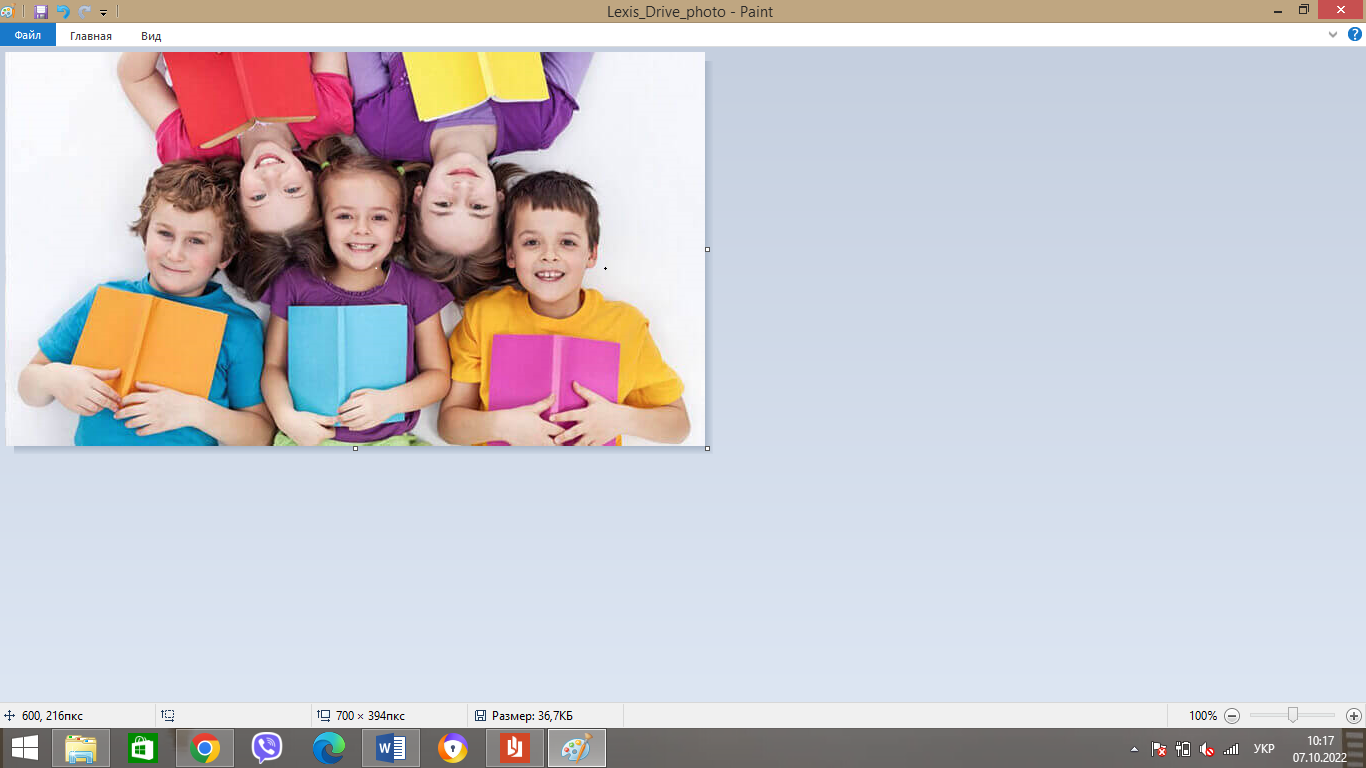 Lexis_Drive_photo - Paint
Файл Главная Вид
600, 216пкс 700 × 394пкс Размер: 36,7КБ 100%
УКР 10:17
07.10.2022